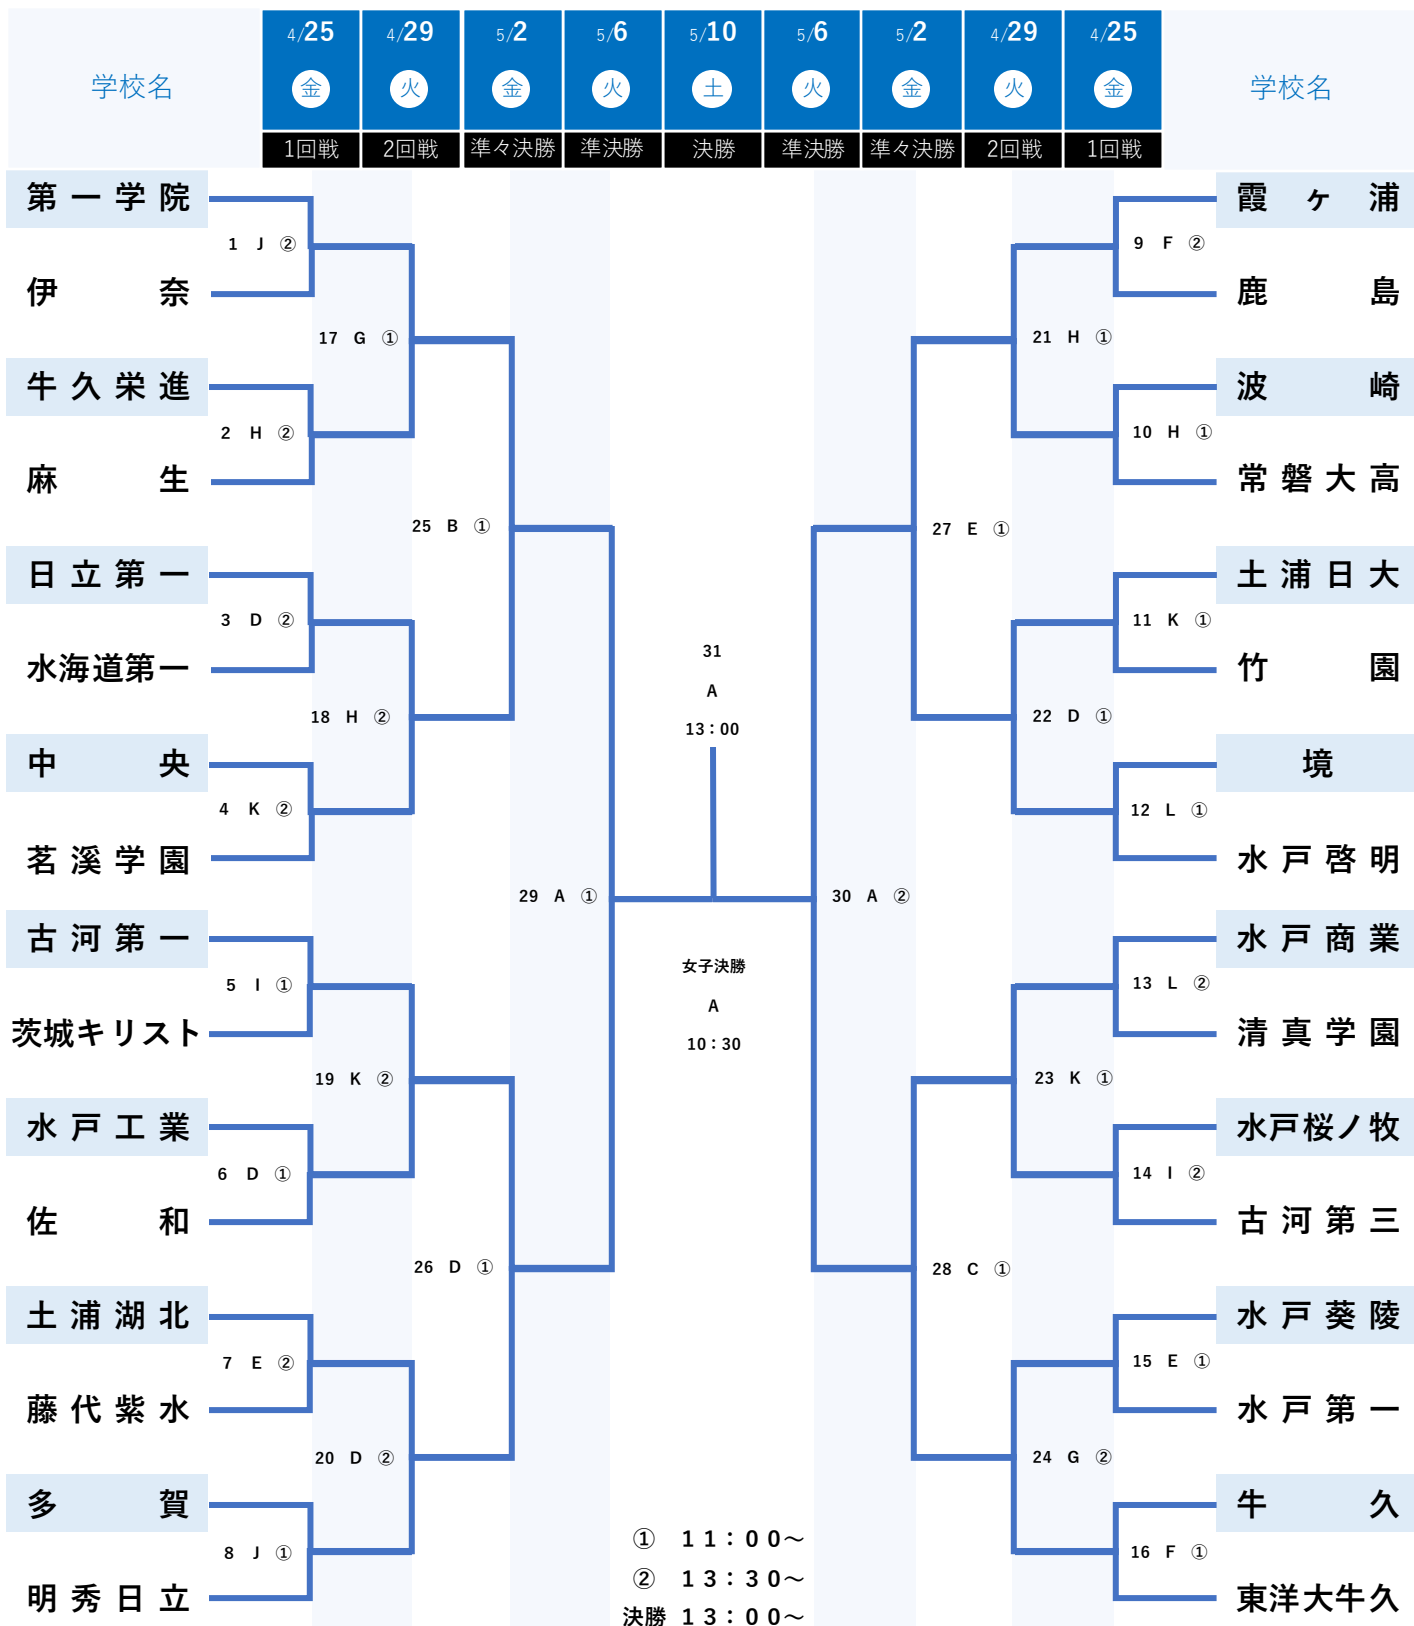 学校名 4/25 4/29 5/2 5/6 5/10 5/6 5/2 4/29 4/25 学校名
金 火 金 火 土 火 金 火 金
1回戦 2回戦 準々決勝 準決勝 決勝 準決勝 準々決勝 2回戦 1回戦
第一学院 霞ヶ浦
1 J ② 9 F ②
伊奈 鹿島
17 G ① 21 H ①
牛久栄進 波崎
2 H ② 10 H ①
麻生 常磐大高
25 B ① 27 E ①
日立第一 土浦日大
3 D ② 11 K ①
31
水海道第一 竹園
A
18 H ② 22 D ①
13：00
中央 境
4 K ② 12 L ①
茗溪学園 水戸啓明
29 A ① 30 A ②
古河第一 水戸商業
女子決勝
5 I ① 13 L ②
A
茨城キリスト 清真学園
10：30
19 K ② 23 K ①
水戸工業 水戸桜ノ牧
6 D ① 14 I ②
佐和 古河第三
26 D ① 28 C ①
土浦湖北 水戸葵陵
7 E ② 15 E ①
藤代紫水 水戸第一
20 D ② 24 G ②
多賀 牛久
① 11：00～
8 J ① 16 F ①
② 13：30～
明秀日立 東洋大牛久
決勝 13：00～